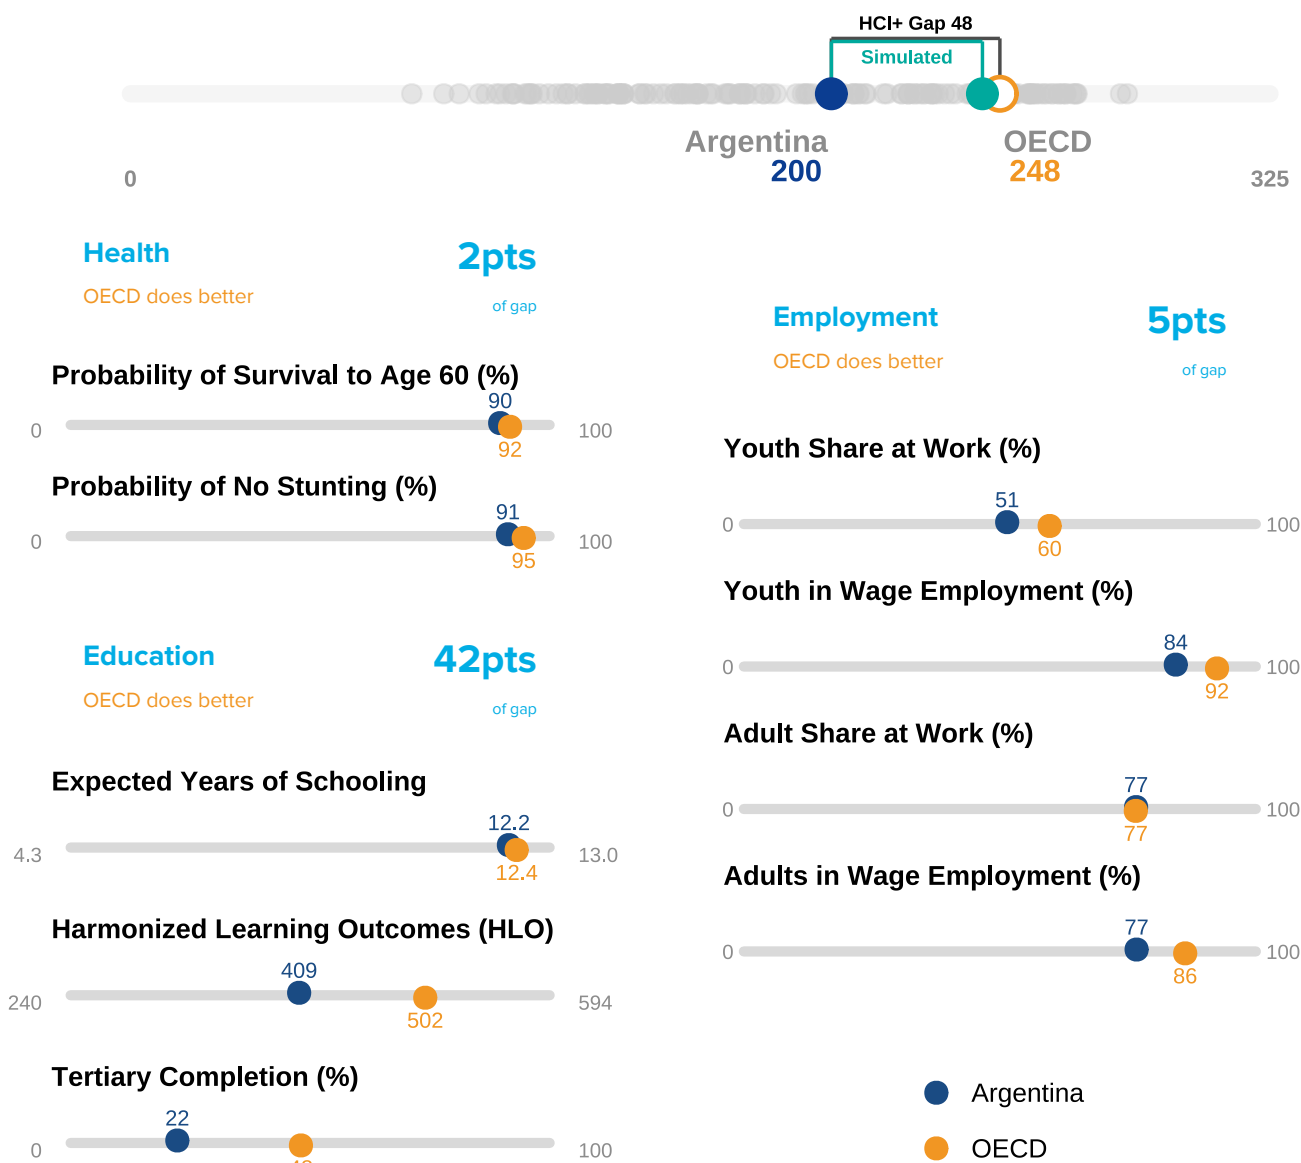 HCI+ Gap 48
Simulated
Argentina
200
OECD
248
0
325
Health
2pts
OECD does better
of gap
Probability of Survival to Age 60 (%)
90
0
100
92
Probability of No Stunting (%)
91
0
100
95
Education
42pts
OECD does better
of gap
Expected Years of Schooling
12.2
4.3
13.0
12.4
Harmonized Learning Outcomes (HLO)
409
240
594
502
Tertiary Completion (%)
22
0
100
Employment
5pts
OECD does better
of gap
Youth Share at Work (%)
51
0
100
60
Youth in Wage Employment (%)
84
0
100
92
Adult Share at Work (%)
77
0
100
77
Adults in Wage Employment (%)
77
0
100
86
Argentina
OECD